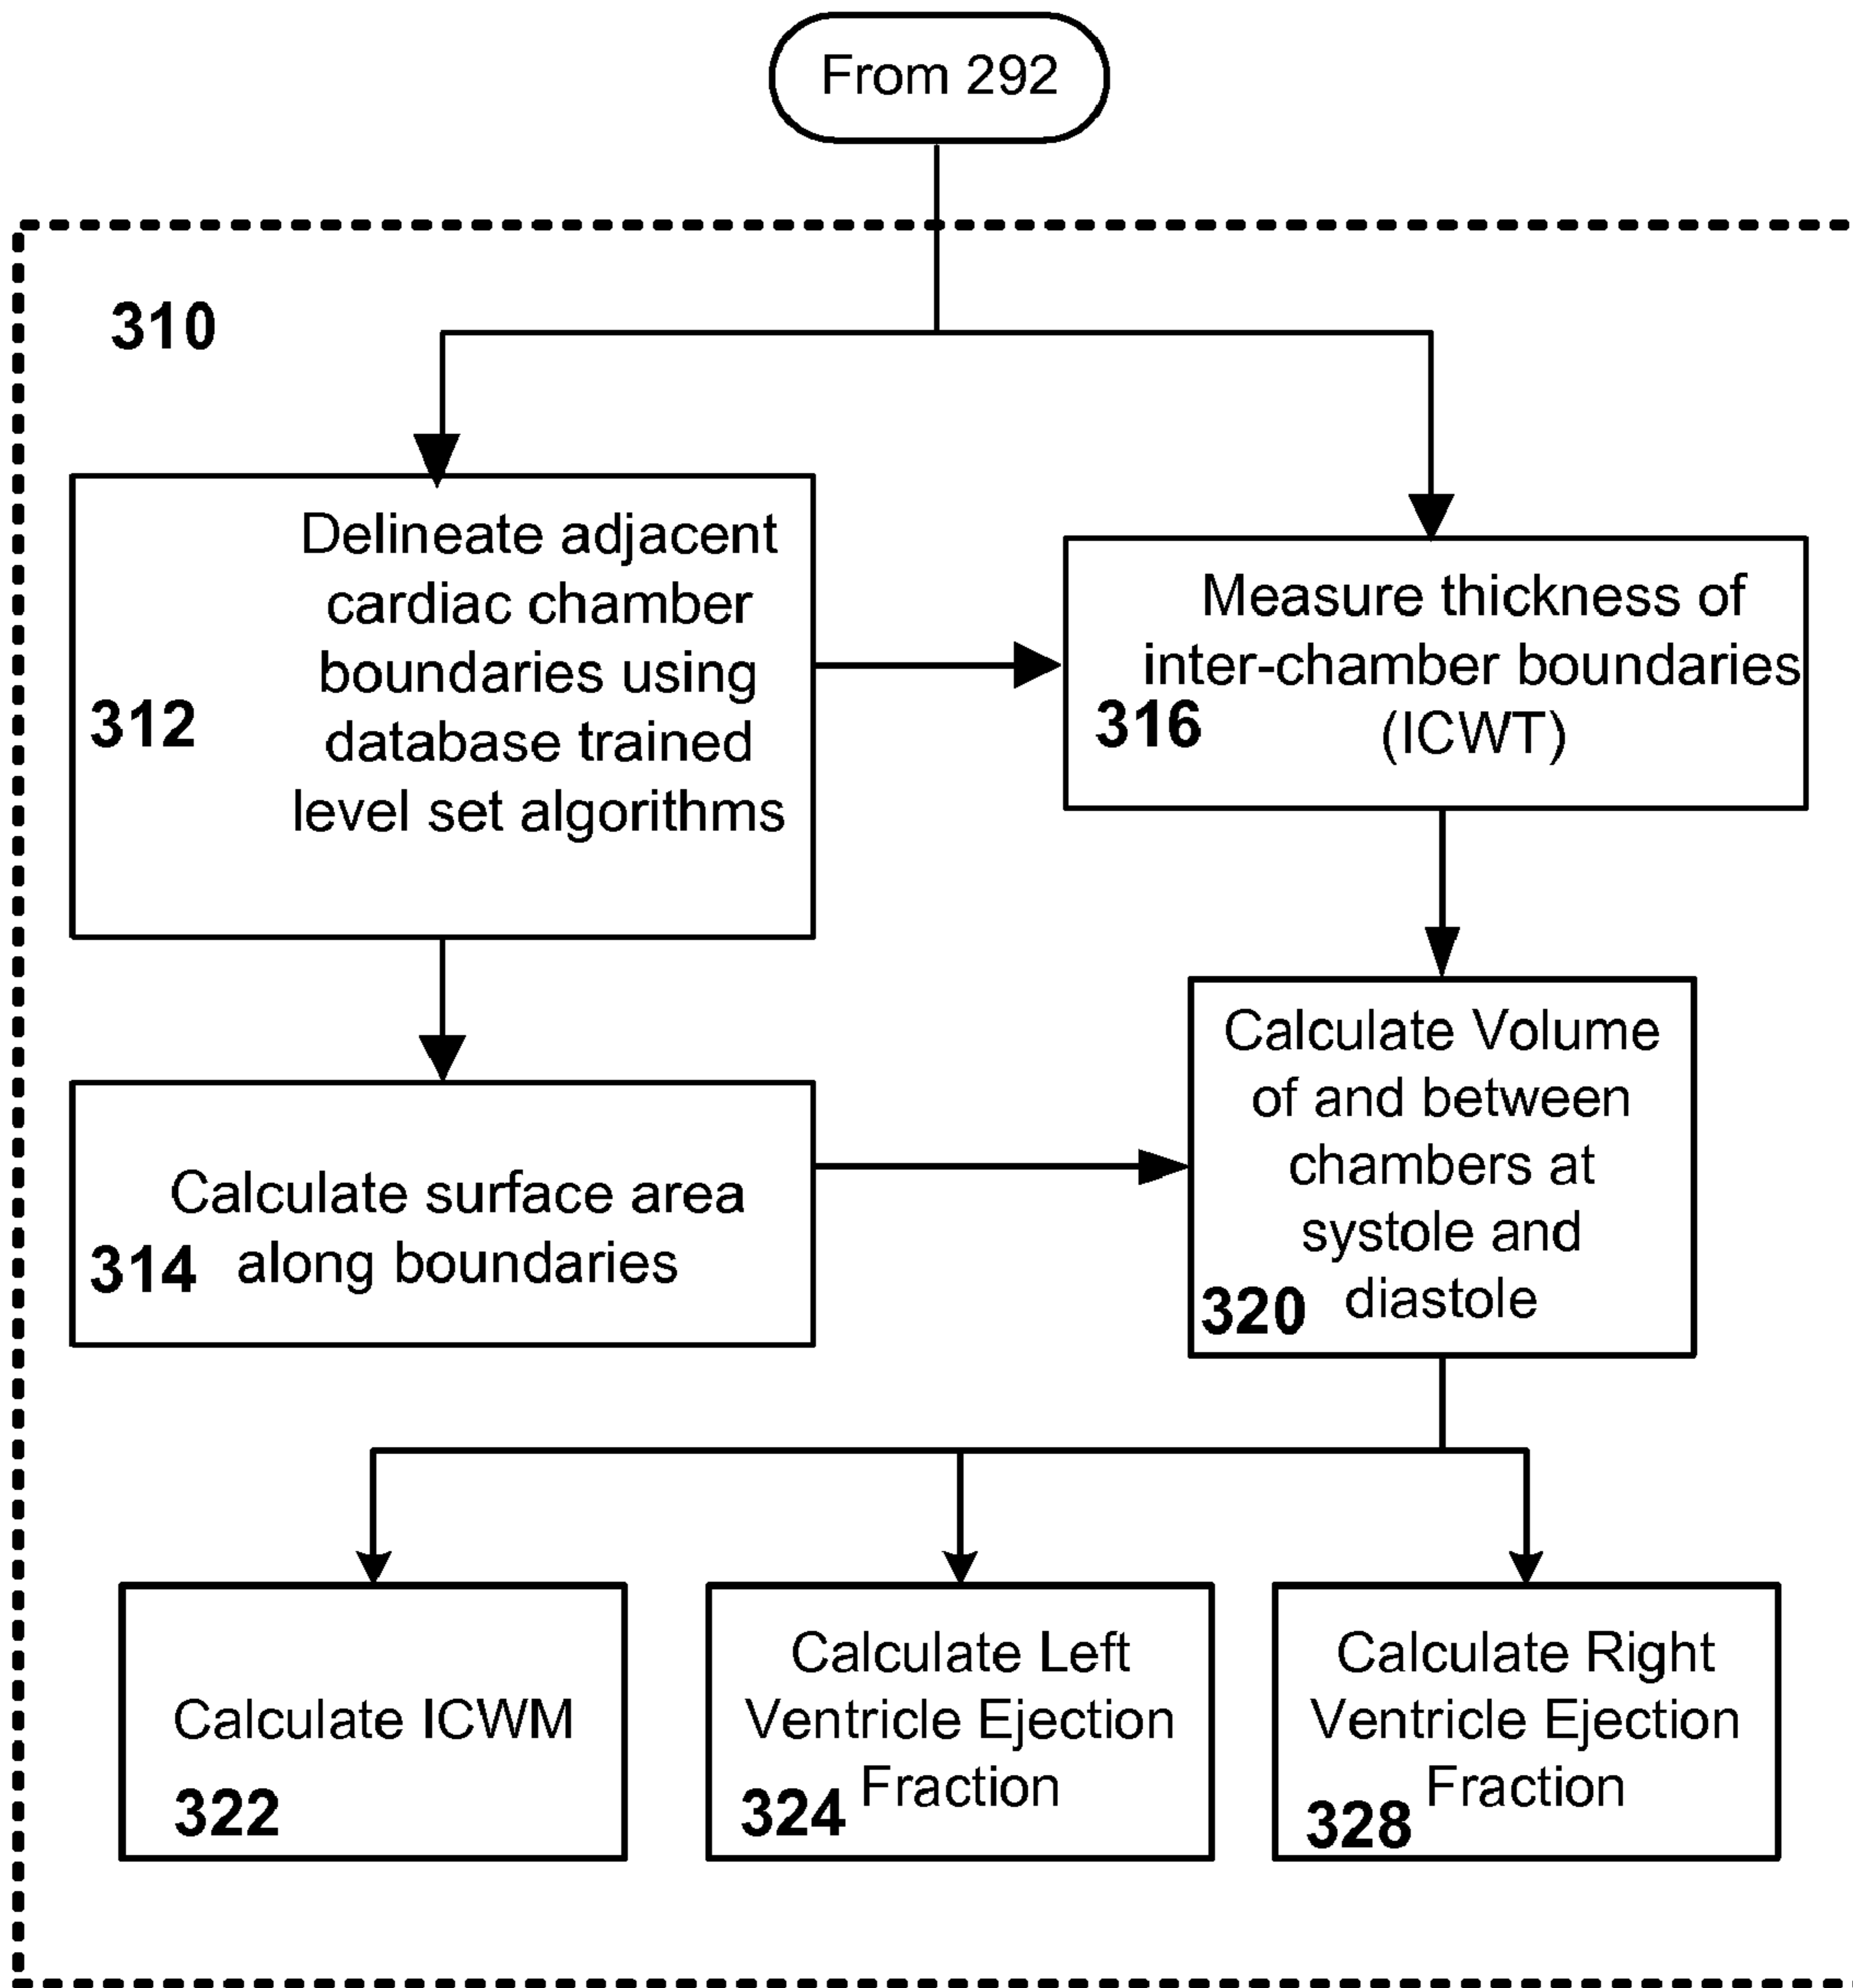 From 292
310
Delineate adjacent
cardiac chamber
boundaries using
312
database trained
level set algorithms
Measure thickness of
inter-chamber boundaries
316
(ICWT)
Calculate surface area
314
along boundaries
Calculate Volume
of and between
chambers at
systole and
diastole
320
Calculate ICWM
322
Calculate Left
Ventricle Ejection
Fraction
324
Calculate Right
Ventricle Ejection
Fraction
328